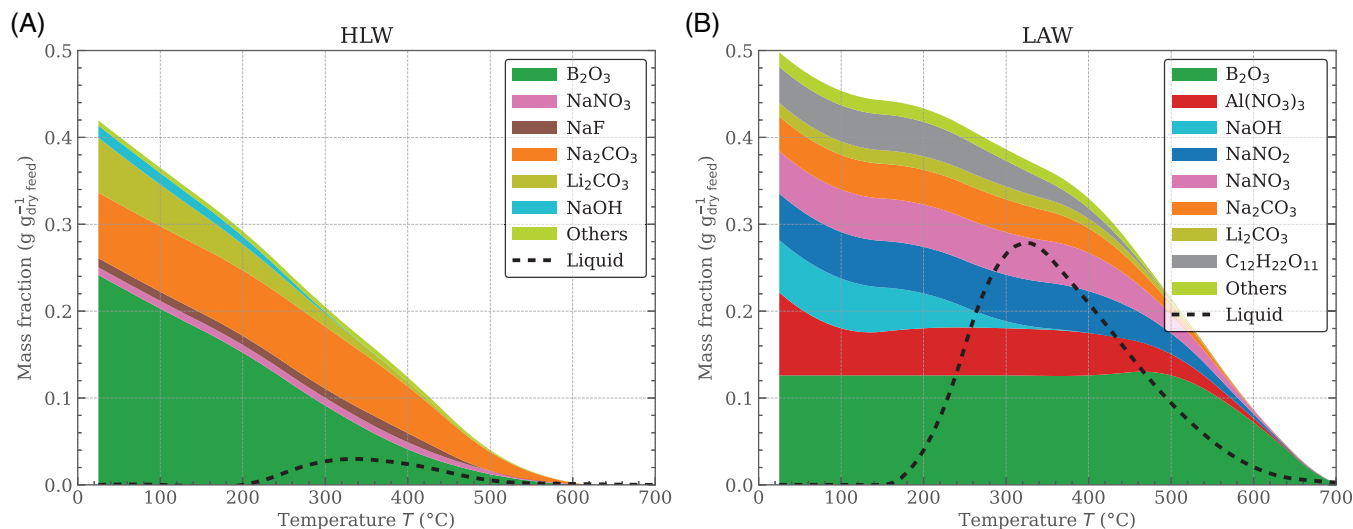 (A)
HLW
0.5
0.4
0.3
0.2
0.1
0.0
Mass fraction (g g⁻¹dry feed)
B₂O₃
NaNO₃
NaF
Na₂CO₃
Li₂CO₃
NaOH
Others
Liquid
0 100 200 300 400 500 600 700
Temperature T (°C)
(B)
LAW
0.5
0.4
0.3
0.2
0.1
0.0
Mass fraction (g g⁻¹dry feed)
B₂O₃
Al(NO₃)₃
NaOH
NaNO₂
NaNO₃
Na₂CO₃
Li₂CO₃
C₁₂H₂₂O₁₁
Others
Liquid
0 100 200 300 400 500 600 700
Temperature T (°C)